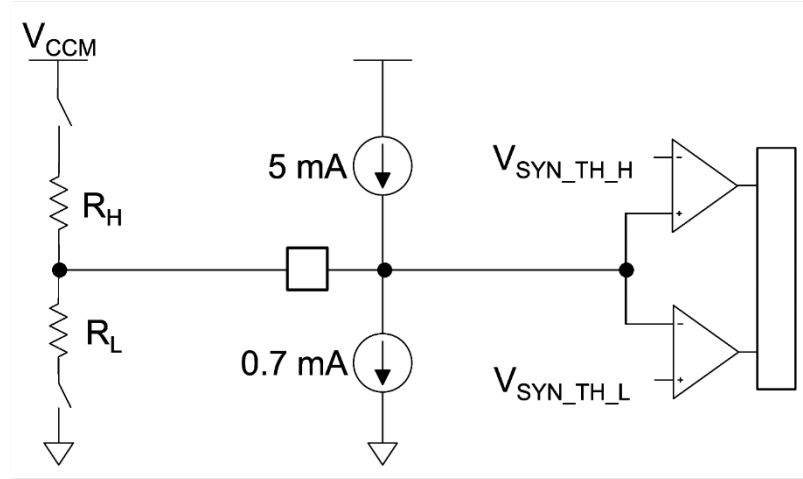 V_CCM
R_H
R_L
5 mA
0.7 mA
V_SYN_TH_H
-
+
-
+
V_SYN_TH_L